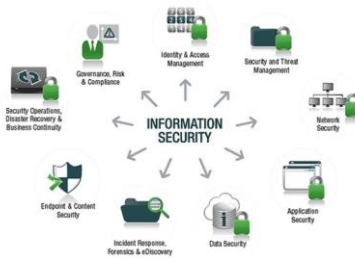 Identity & Access
Management
Security and Threat
Management
Governance, Risk
& Compliance
Network
Security
Security Operations,
Disaster Recovery &
Business Continuity
INFORMATION
SECURITY
Endpoint & Content
Security
Application
Security
Incident Response,
Forensics & eDiscovery
Data Security